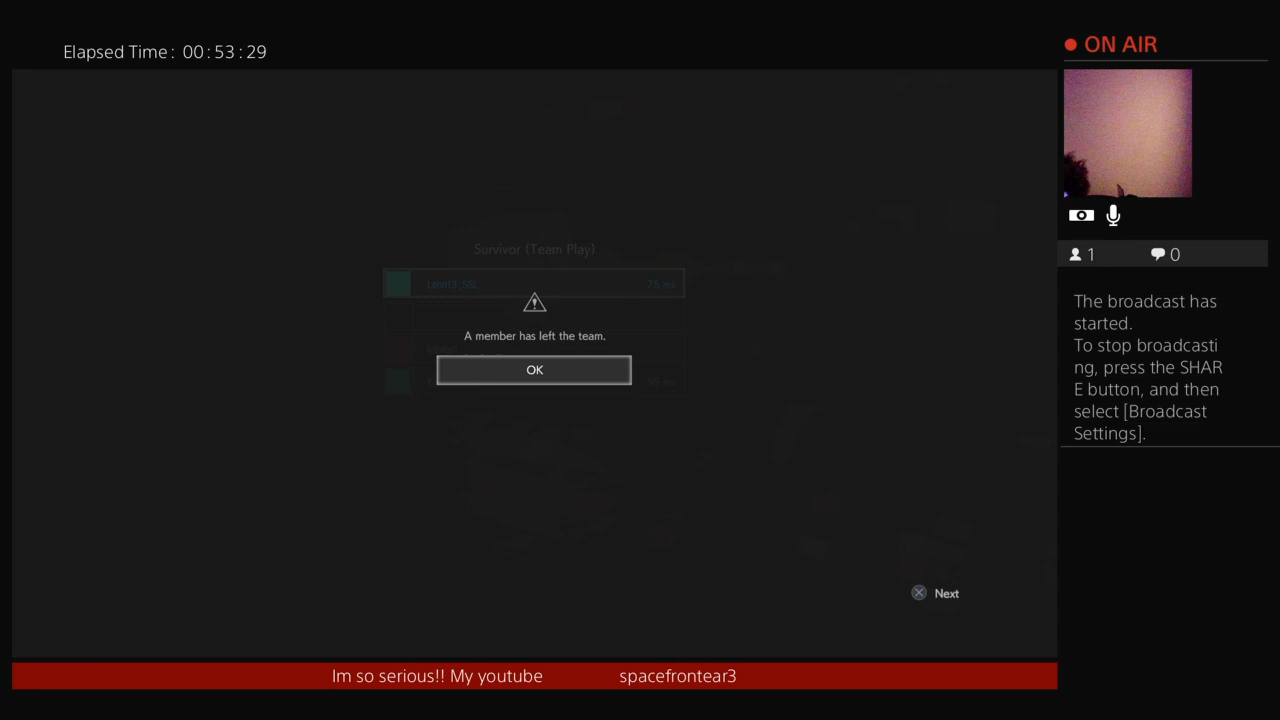 Elapsed Time: 00:53:29
ON AIR
1 0
The broadcast has
started.
To stop broadcasti
ng, press the SHAR
E button, and then
select [Broadcast
Settings].
Survivor (Team Play)
75 ms
A member has left the team.
OK
Next
Im so serious!! My youtube spacefrontear3